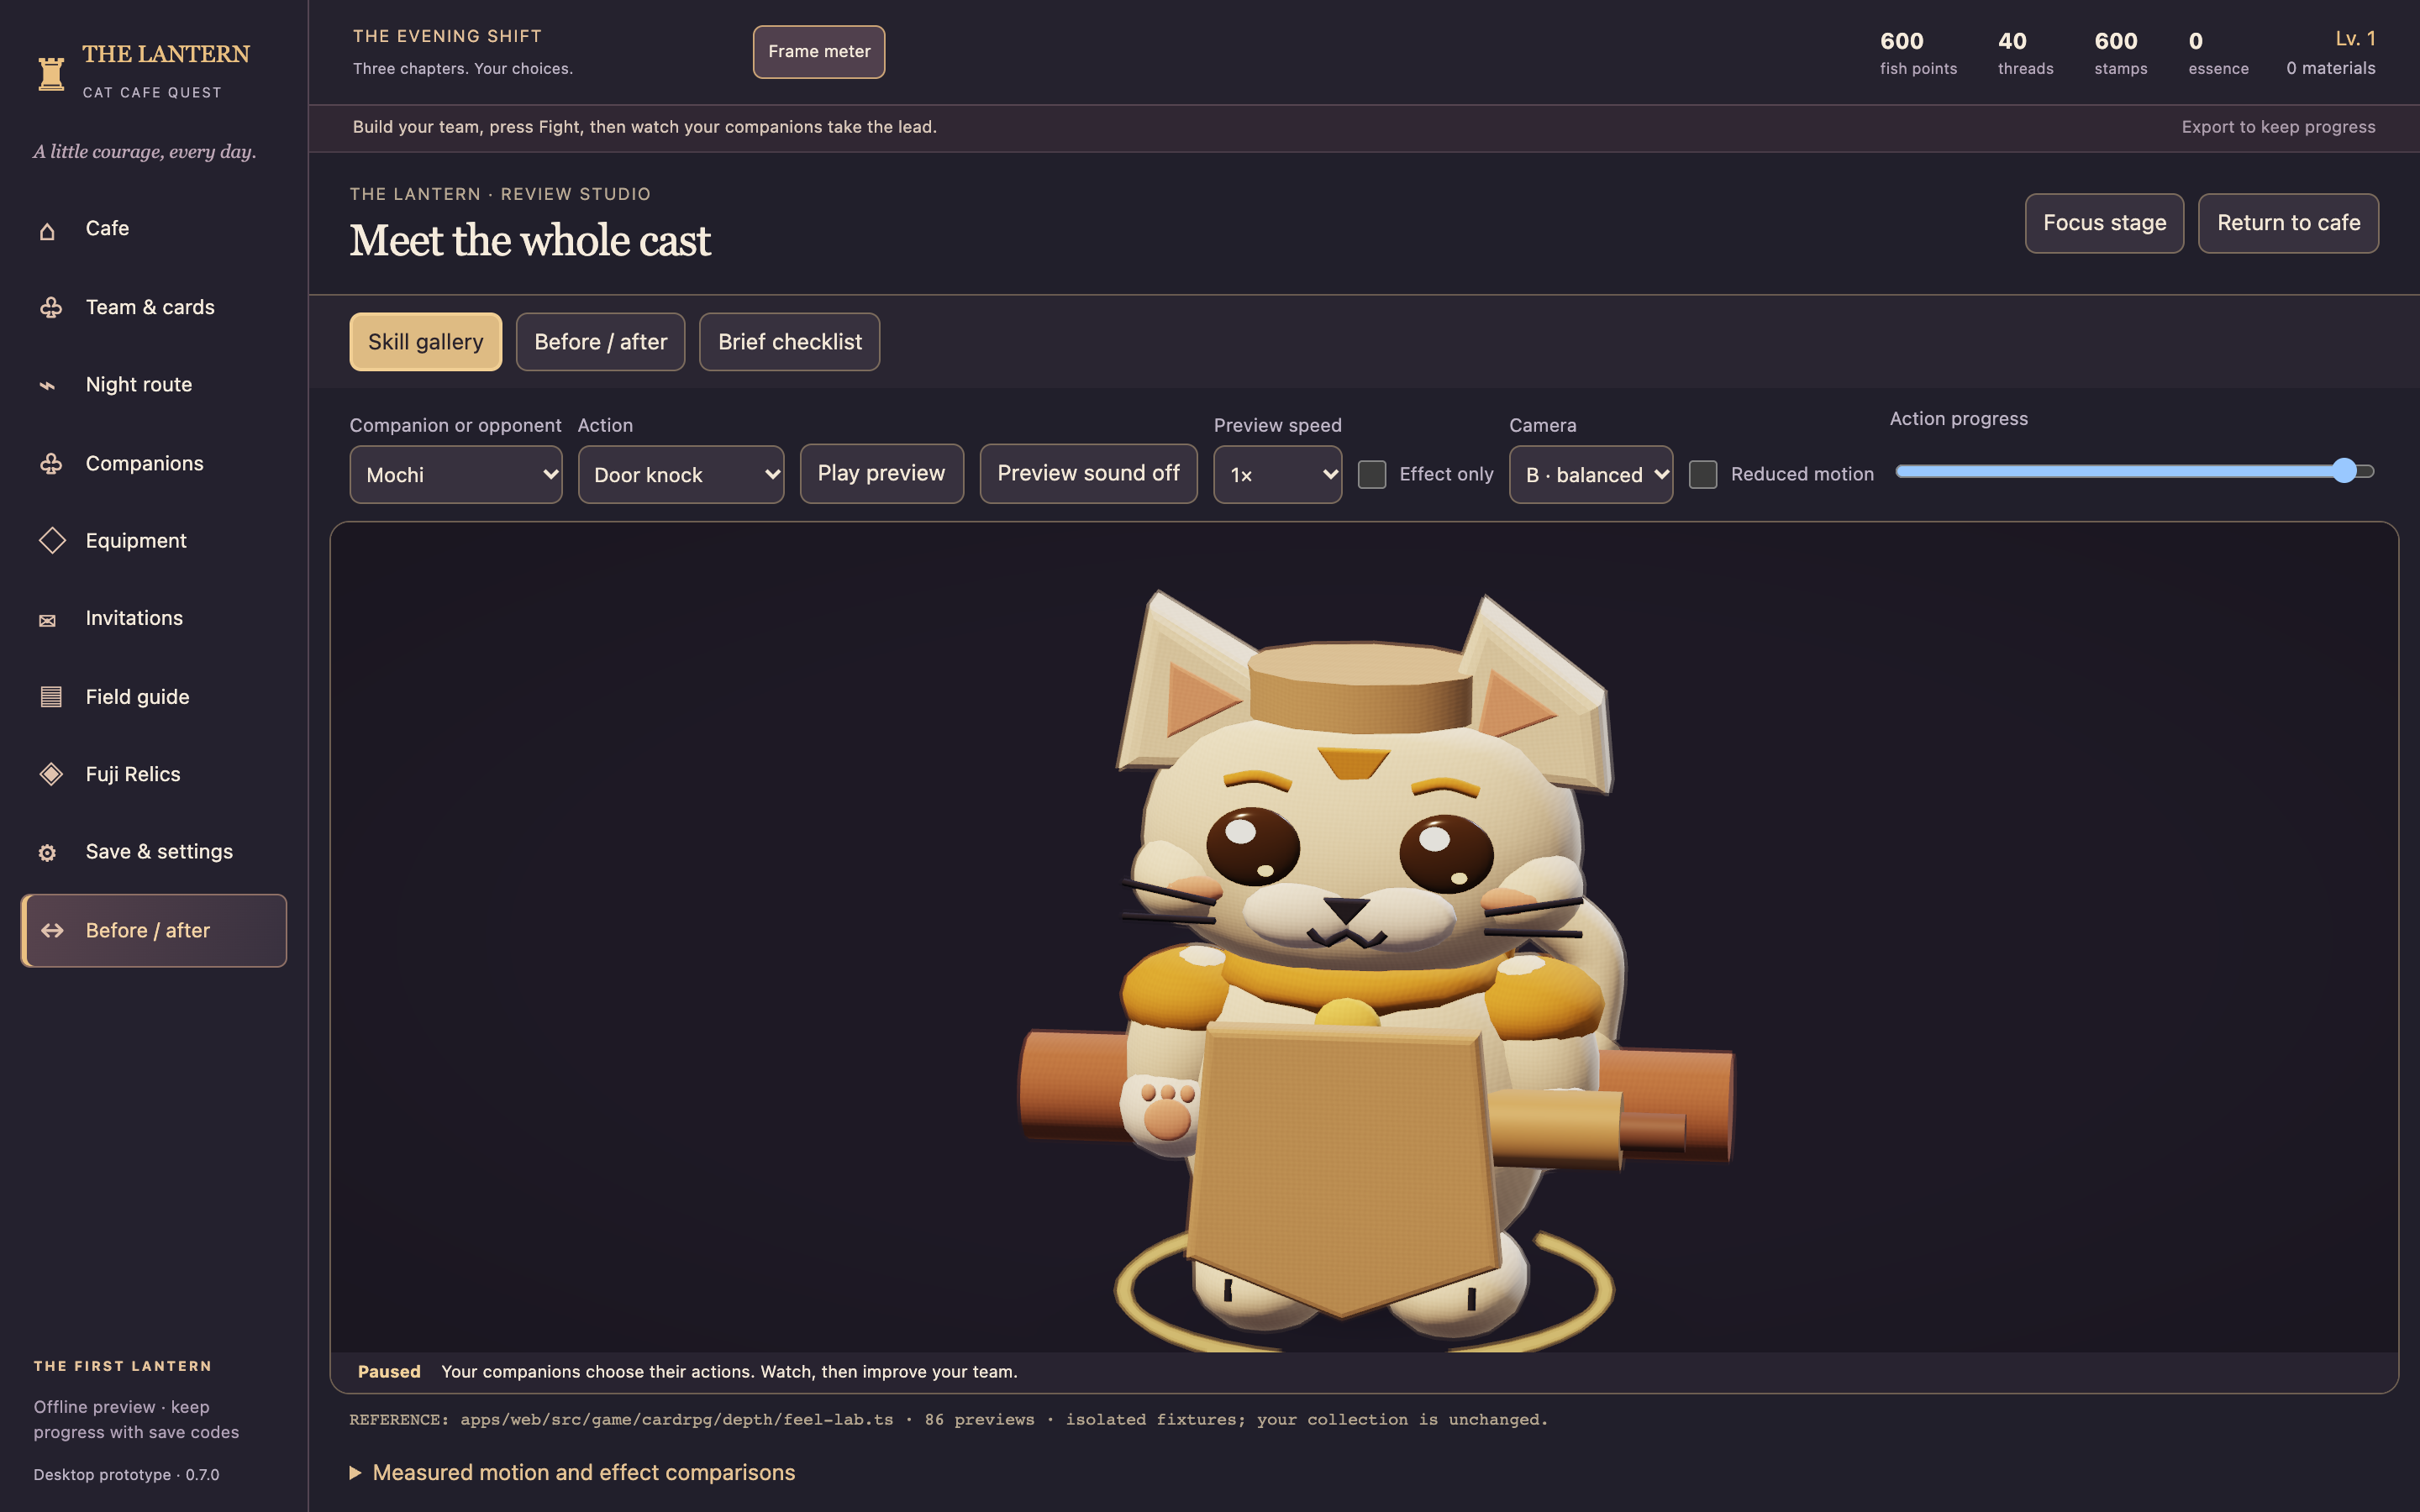 THE LANTERN
CAT CAFE QUEST
A little courage, every day.
Cafe
Team & cards
Night route
Companions
Equipment
Invitations
Field guide
Fuji Relics
Save & settings
Before / after
THE FIRST LANTERN
Offline preview · keep
progress with save codes
Desktop prototype · 0.7.0
THE EVENING SHIFT
Three chapters. Your choices.
Frame meter
600
fish points
40
threads
600
stamps
0
essence
Lv. 1
0 materials
Build your team, press Fight, then watch your companions take the lead.
Export to keep progress
THE LANTERN · REVIEW STUDIO
Meet the whole cast
Focus stage
Return to cafe
Skill gallery
Before / after
Brief checklist
Companion or opponent
Mochi
Action
Door knock
Play preview
Preview sound off
Preview speed
1×
Effect only
Camera
B · balanced
Reduced motion
Action progress
Paused Your companions choose their actions. Watch, then improve your team.
REFERENCE: apps/web/src/game/cardrpg/depth/feel-lab.ts · 86 previews · isolated fixtures; your collection is unchanged.
Measured motion and effect comparisons